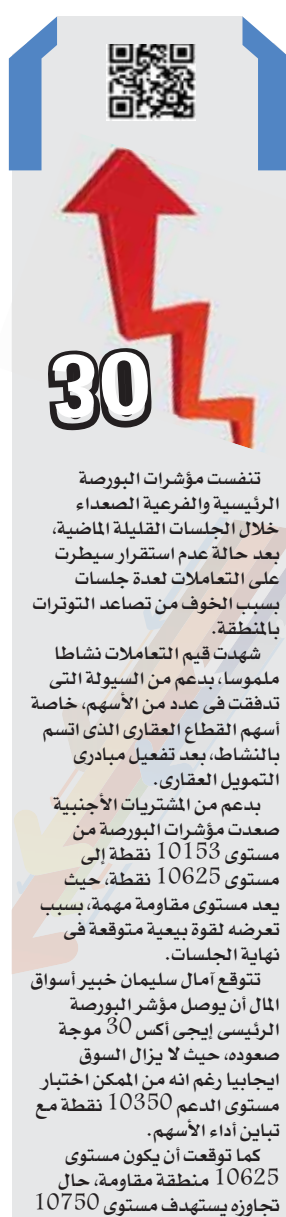 30
تنفست مؤشرات البورصة
الرئيسية والفرعية الصعداء
خلال الجلسات القليلة الماضية،
بعد حالة عدم استقرار سيطرت
على التعاملات لعدة جلسات
بسبب الخوف من تصاعد التوترات
بالمنطقة.
شهدت قيم التعاملات نشاطا
ملموسا، بدعم من السيولة التى
تدفقت فى عدد من الأسهم، خاصة
أسهم القطاع العقارى الذى اتسم
بالنشاط، بعد تفعيل مبادرى
التمويل العقارى.
بدعم من المشتريات الأجنبية
صعدت مؤشرات البورصة من
مستوى 10153 نقطة إلى
مستوى 10625 نقطة، حيث
يعد مستوى مقاومة مهمة، بسبب
تعرضه لقوة بيعية متوقعة فى
نهاية الجلسات.
تتوقع آمال سليمان خبير أسواق
المال أن يوصل مؤشر البورصة
الرئيسى إيجى أكس 30 موجة
صعوده، حيث لا يزال السوق
ايجابيا رغم انه من الممكن اختبار
مستوى الدعم 10350 نقطة مع
تباين أداء الأسهم.
كما توقعت أن يكون مستوى
10625 منطقة مقاومة، حال
تجاوزه يستهدف مستوى 10750